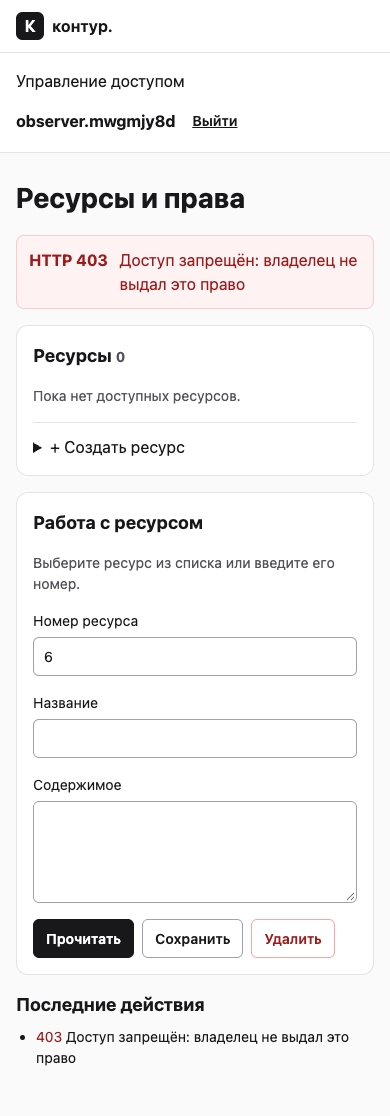 К контур.
Управление доступом
observer.mwgmjy8d Выйти
Ресурсы и права
HTTP 403 Доступ запрещён: владелец не
выдал это право
Ресурсы 0
Пока нет доступных ресурсов.
+ Создать ресурс
Работа с ресурсом
Выберите ресурс из списка или введите его
номер.
Номер ресурса
6
Название
Содержимое
Прочитать Сохранить Удалить
Последние действия
403 Доступ запрещён: владелец не выдал это
право